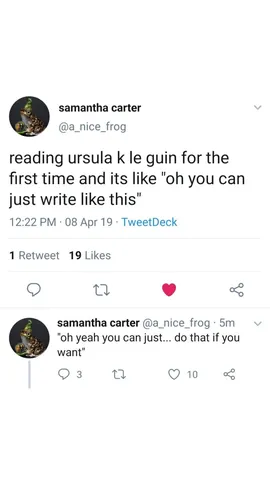 samantha carter
@a_nice_frog
reading ursula k le guin for the
first time and its like "oh you can
just write like this"
12:22 PM · 08 Apr 19 · TweetDeck
1 Retweet 19 Likes
samantha carter @a_nice_frog · 5m
"oh yeah you can just... do that if you
want"
3 10